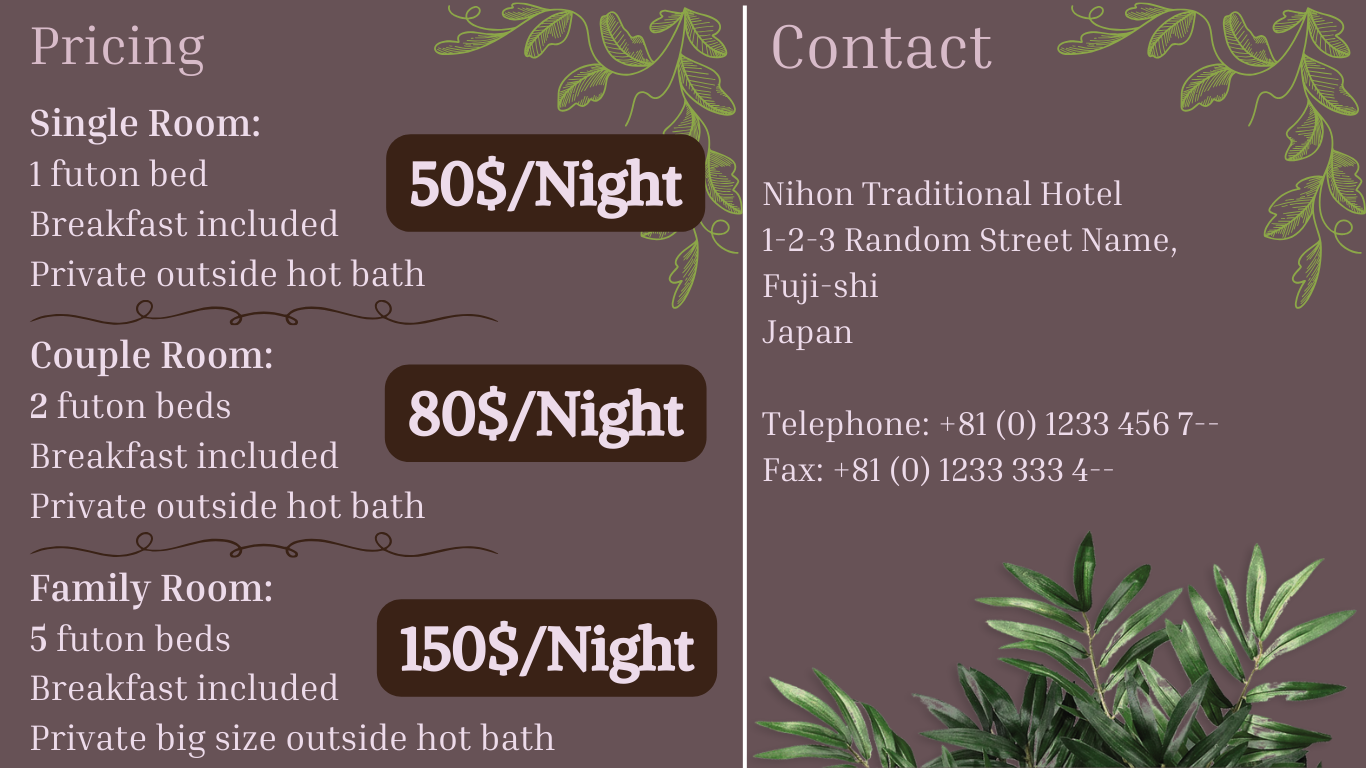 Pricing
Single Room:
1 futon bed
Breakfast included
Private outside hot bath
50$/Night
Couple Room:
2 futon beds
Breakfast included
Private outside hot bath
80$/Night
Family Room:
5 futon beds
Breakfast included
Private big size outside hot bath
150$/Night
Contact
Nihon Traditional Hotel
1-2-3 Random Street Name,
Fuji-shi
Japan
Telephone: +81 (0) 1233 456 7--
Fax: +81 (0) 1233 333 4--